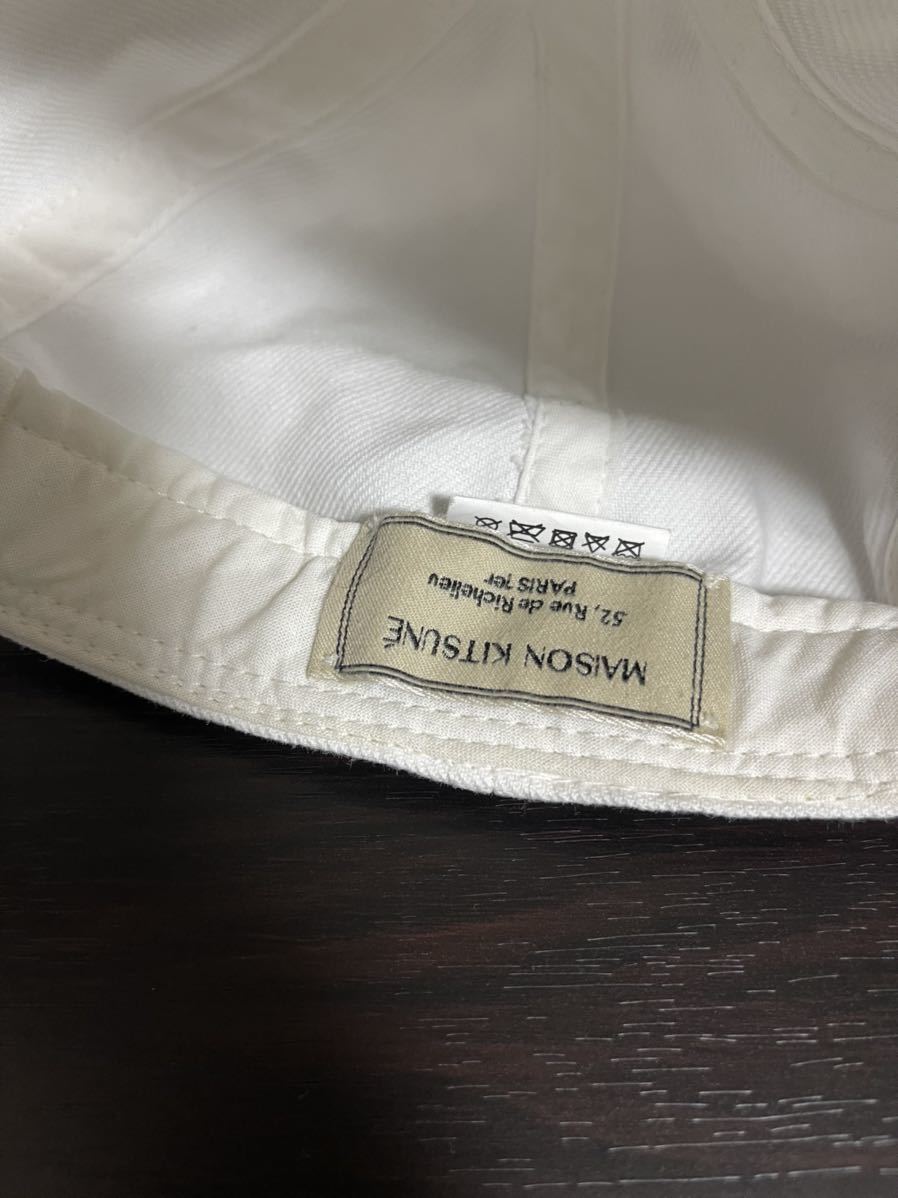 MAISON KITSUNÉ
52, Rue de Richelieu
PARIS 1er